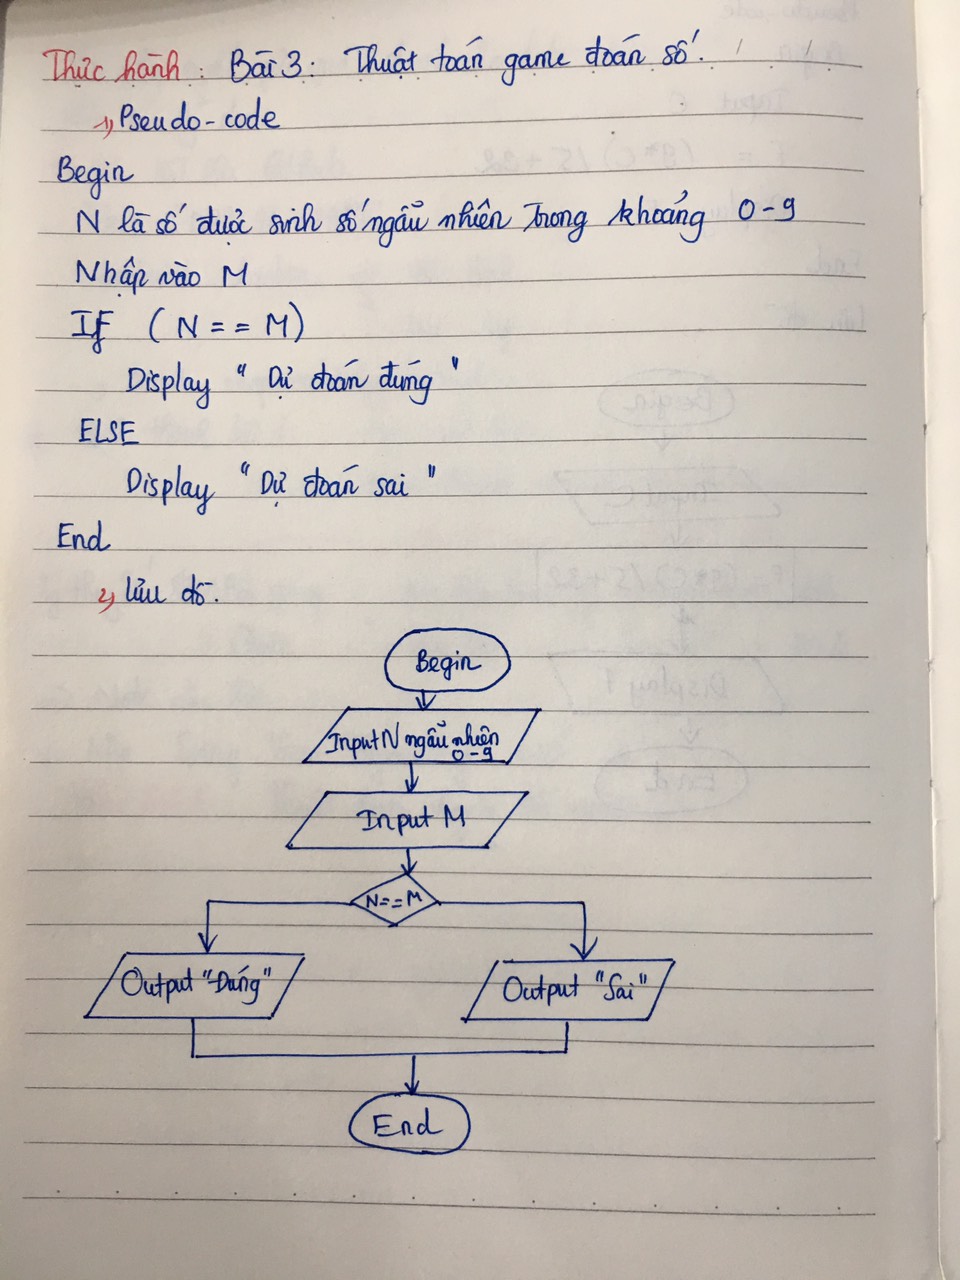 Thực hành: Bài 3: Thuật toán game đoán số.
1, Pseudo-code
Begin
N là số được sinh số ngẫu nhiên Trong khoảng 0-9
Nhập vào M
If (N == M)
Display "Dự đoán đúng"
ELSE
Display "Dự đoán sai"
End
2, Lưu đồ.
Begin
Input N ngẫu nhiên
0-9
Input M
N==M
Output "Đúng"
Output "Sai"
End